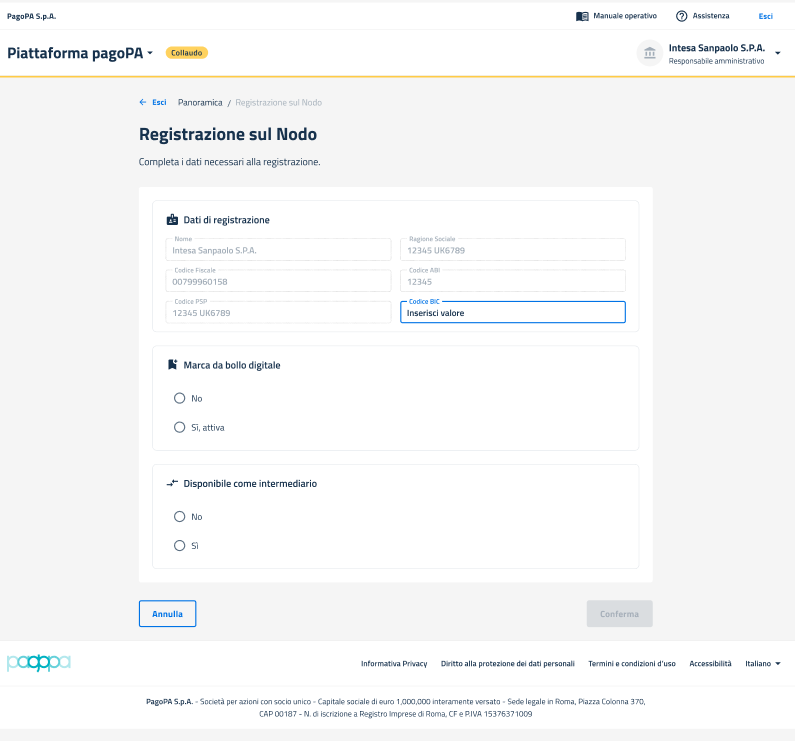 PagoPA S.p.A.
Manuale operativo
Assistenza
Esci
Piattaforma pagoPA
Collaudo
Intesa Sanpaolo S.P.A.
Responsabile amministrativo
Esci Panoramica / Registrazione sul Nodo
Registrazione sul Nodo
Completa i dati necessari alla registrazione.
Dati di registrazione
Nome
Intesa Sanpaolo S.P.A.
Ragione Sociale
12345 UK6789
Codice Fiscale
00799960158
Codice ABI
12345
Codice PSP
12345 UK6789
Codice BIC
Inserisci valore
Marca da bollo digitale
No
Sì, attiva
Disponibile come intermediario
No
Sì
Annulla
Conferma
pagopa
Informativa Privacy
Diritto alla protezione dei dati personali
Termini e condizioni d'uso
Accessibilità
Italiano
PagoPA S.p.A. - Società per azioni con socio unico - Capitale sociale di euro 1,000,000 interamente versato - Sede legale in Roma, Piazza Colonna 370,
CAP 00187 - N. di iscrizione a Registro Imprese di Roma, CF e P.IVA 15376371009